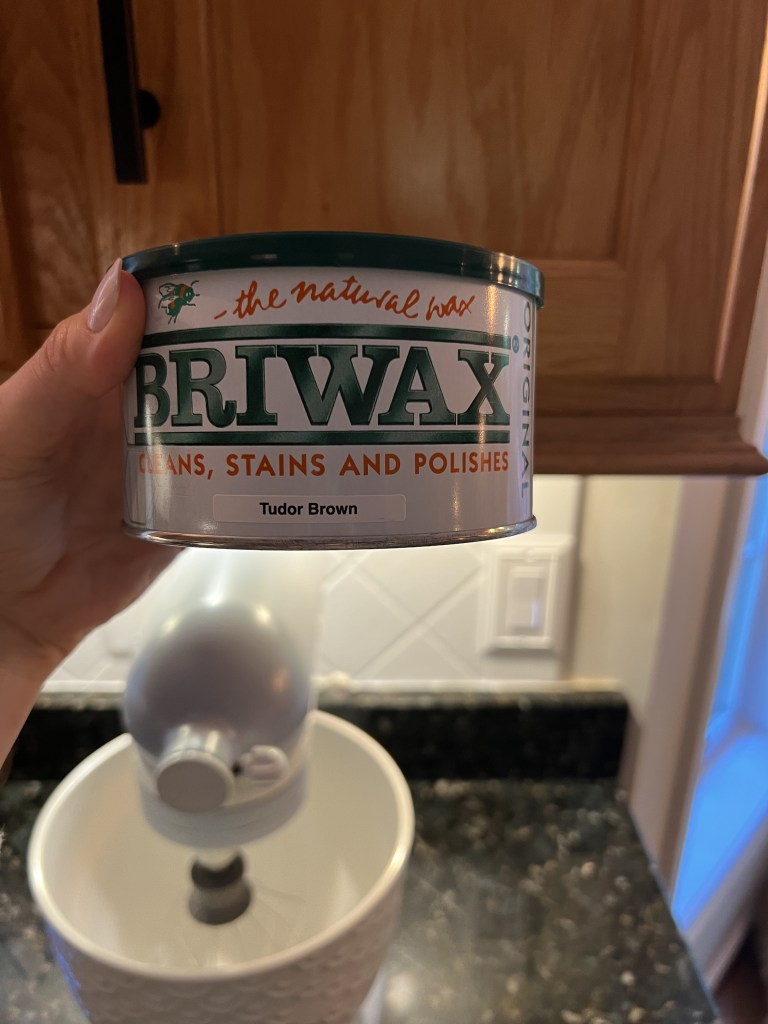 -the natural wax
BRIWAX
CLEANS, STAINS AND POLISHES
Tudor Brown
ORIGINAL